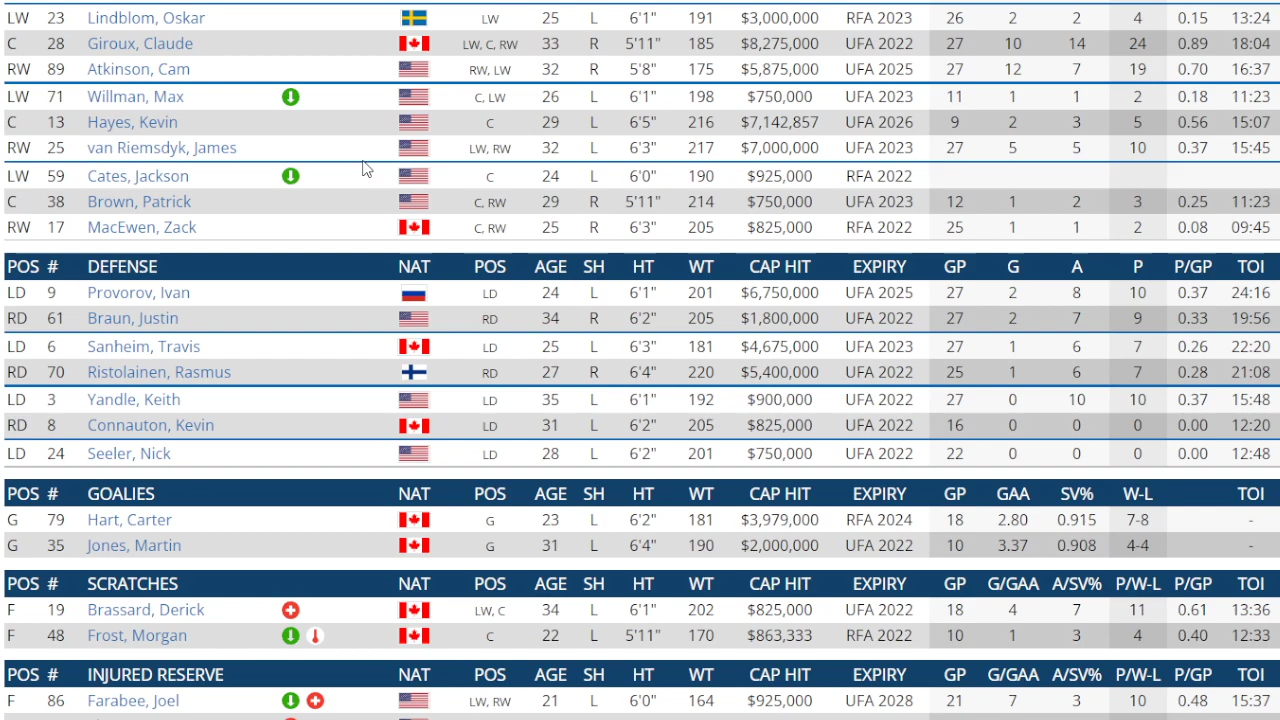 LW 23 Lindblom, Oskar LW 25 L 6'1" 191 $3,000,000 RFA 2023 26 2 2 4 0.15 13:24
C 28 Giroux, Claude LW, C, RW 33 R 5'11" 185 $8,275,000 UFA 2022 27 10 14 24 0.89 18:04
RW 89 Atkinson, Cam RW, LW 32 R 5'8" 175 $5,875,000 UFA 2025 27 12 7 19 0.70 16:37
LW 71 Willman, Max C, LW 26 L 6'1" 198 $750,000 UFA 2023 11 1 1 2 0.18 11:23
C 13 Hayes, Kevin C 29 L 6'5" 216 $7,142,857 UFA 2026 9 2 3 5 0.56 15:07
RW 25 van Riemsdyk, James LW, RW 32 L 6'3" 217 $7,000,000 UFA 2023 27 5 5 10 0.37 15:45
LW 59 Cates, Jackson C 24 L 6'0" 190 $925,000 RFA 2022
C 38 Brown, Patrick C, RW 29 R 5'11" 214 $750,000 UFA 2023 12 1 2 3 0.25 11:23
RW 17 MacEwen, Zack C, RW 25 R 6'3" 205 $825,000 RFA 2022 25 1 1 2 0.08 09:45
POS # DEFENSE NAT POS AGE SH HT WT CAP HIT EXPIRY GP G A P P/GP TOI
LD 9 Provorov, Ivan LD 24 L 6'1" 201 $6,750,000 UFA 2025 27 2 8 10 0.37 24:16
RD 61 Braun, Justin RD 34 R 6'2" 205 $1,800,000 UFA 2022 27 2 7 9 0.33 19:59
LD 6 Sanheim, Travis LD 25 L 6'3" 181 $4,675,000 UFA 2023 27 1 6 7 0.26 22:20
RD 70 Ristolainen, Rasmus RD 27 R 6'4" 220 $5,400,000 UFA 2022 25 1 6 7 0.28 21:08
LD 3 Yandle, Keith LD 35 L 6'1" 192 $900,000 UFA 2022 27 0 10 10 0.37 15:48
RD 8 Connauton, Kevin LD 31 L 6'2" 205 $825,000 UFA 2022 16 0 0 0 0.00 12:20
LD 24 Seeler, Nick LD 28 L 6'2" 201 $750,000 UFA 2022 22 0 0 0 0.00 12:48
POS # GOALIES NAT POS AGE SH HT WT CAP HIT EXPIRY GP GAA SV% W-L TOI
G 79 Hart, Carter G 23 L 6'2" 181 $3,979,000 RFA 2024 18 2.80 0.915 7-8 -
G 35 Jones, Martin G 31 L 6'4" 190 $2,000,000 UFA 2022 10 3.37 0.908 4-4 -
POS # SCRATCHES NAT POS AGE SH HT WT CAP HIT EXPIRY GP G/GAA A/SV% P/W-L P/GP TOI
F 19 Brassard, Derick LW, C 34 L 6'1" 202 $825,000 UFA 2022 18 4 7 11 0.61 13:36
F 48 Frost, Morgan C 22 L 5'11" 170 $863,333 RFA 2022 10 1 3 4 0.40 12:33
POS # INJURED RESERVE NAT POS AGE SH HT WT CAP HIT EXPIRY GP G/GAA A/SV% P/W-L P/GP TOI
F 86 Farabee, Joel LW, RW 21 L 6'0" 164 $925,000 UFA 2028 21 7 3 10 0.48 15:37